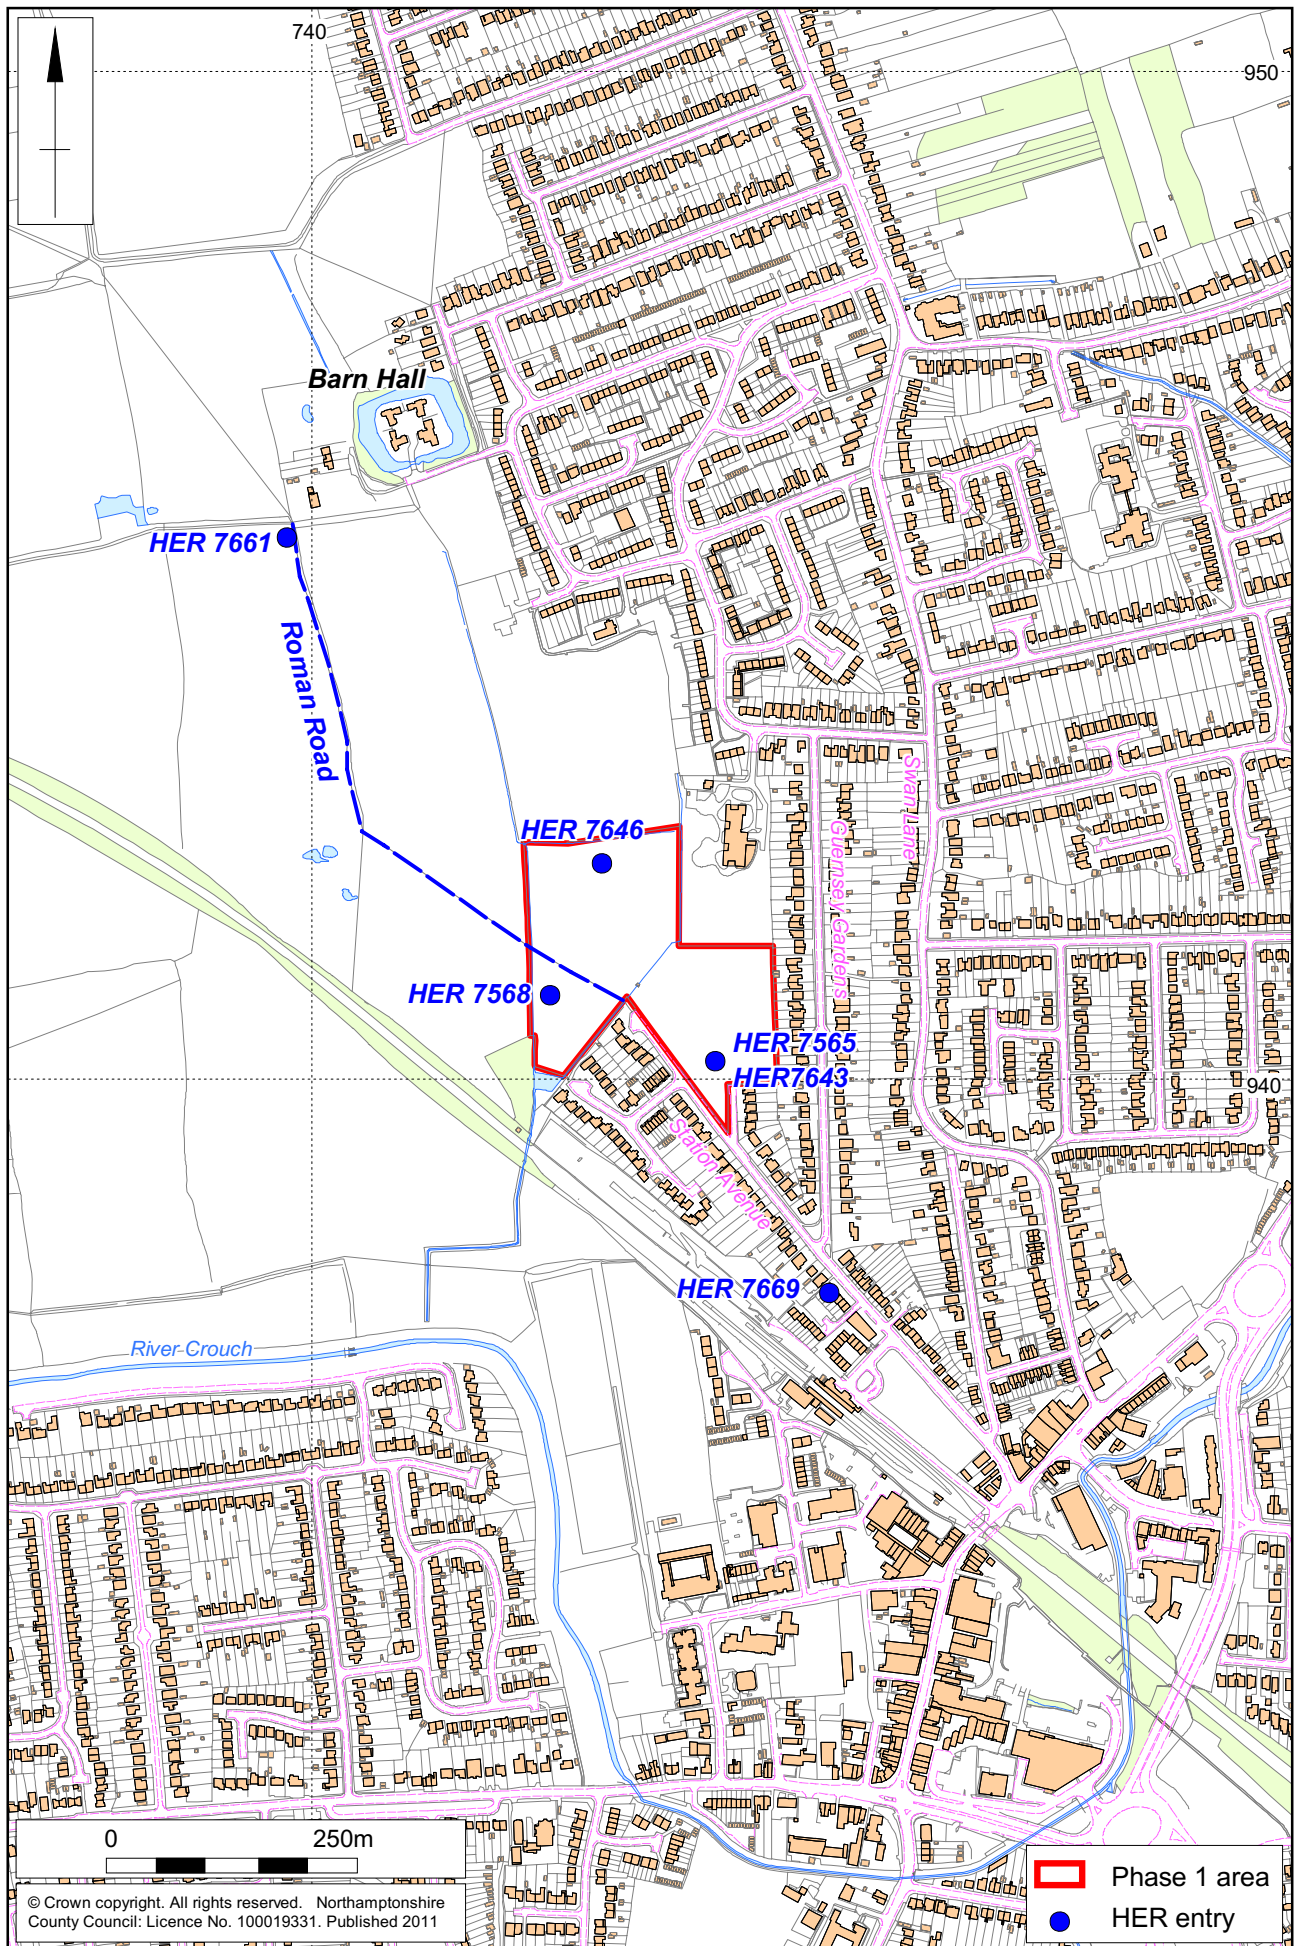 740
950
Barn Hall
HER 7661
Roman Road
Swan Lane
HER 7646
Guernsey Gardens
HER 7568
HER 7565
HER7643
940
Station Avenue
HER 7669
River Crouch
0 250m
Phase 1 area
HER entry
© Crown copyright. All rights reserved. Northamptonshire
County Council: Licence No. 100019331. Published 2011